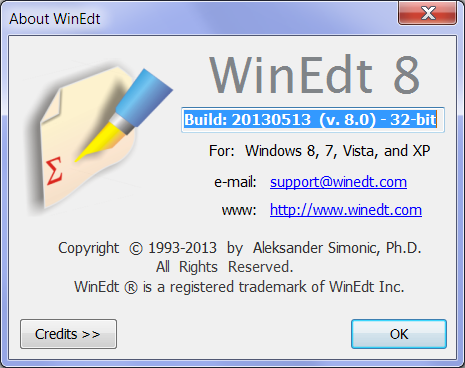 About WinEdt
WinEdt 8
Build: 20130513 (v. 8.0) - 32-bit
For: Windows 8, 7, Vista, and XP
e-mail: support@winedt.com
www: http://www.winedt.com
Copyright © 1993-2013 by Aleksander Simonic, Ph.D.
All Rights Reserved.
WinEdt ® is a registered trademark of WinEdt Inc.
Credits >>
OK
Σ